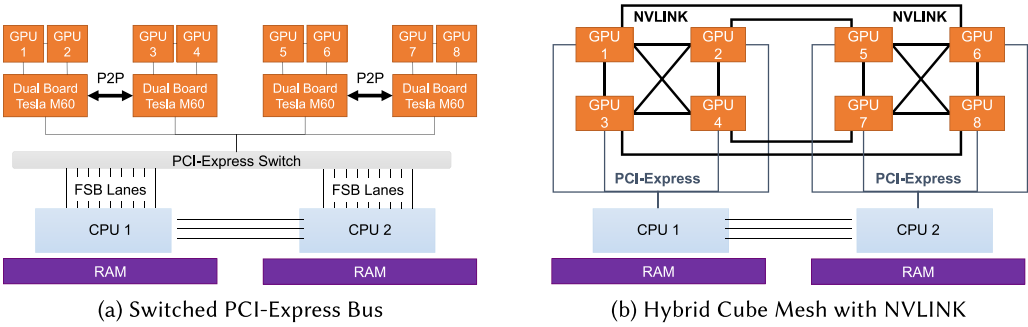 GPU 1
GPU 2
GPU 3
GPU 4
GPU 5
GPU 6
GPU 7
GPU 8
Dual Board
Tesla M60
P2P
Dual Board
Tesla M60
Dual Board
Tesla M60
P2P
Dual Board
Tesla M60
PCI-Express Switch
FSB Lanes
FSB Lanes
CPU 1
CPU 2
RAM
RAM
(a) Switched PCI-Express Bus
NVLINK
NVLINK
GPU 1
GPU 2
GPU 5
GPU 6
GPU 3
GPU 4
GPU 7
GPU 8
PCI-Express
PCI-Express
CPU 1
CPU 2
RAM
RAM
(b) Hybrid Cube Mesh with NVLINK